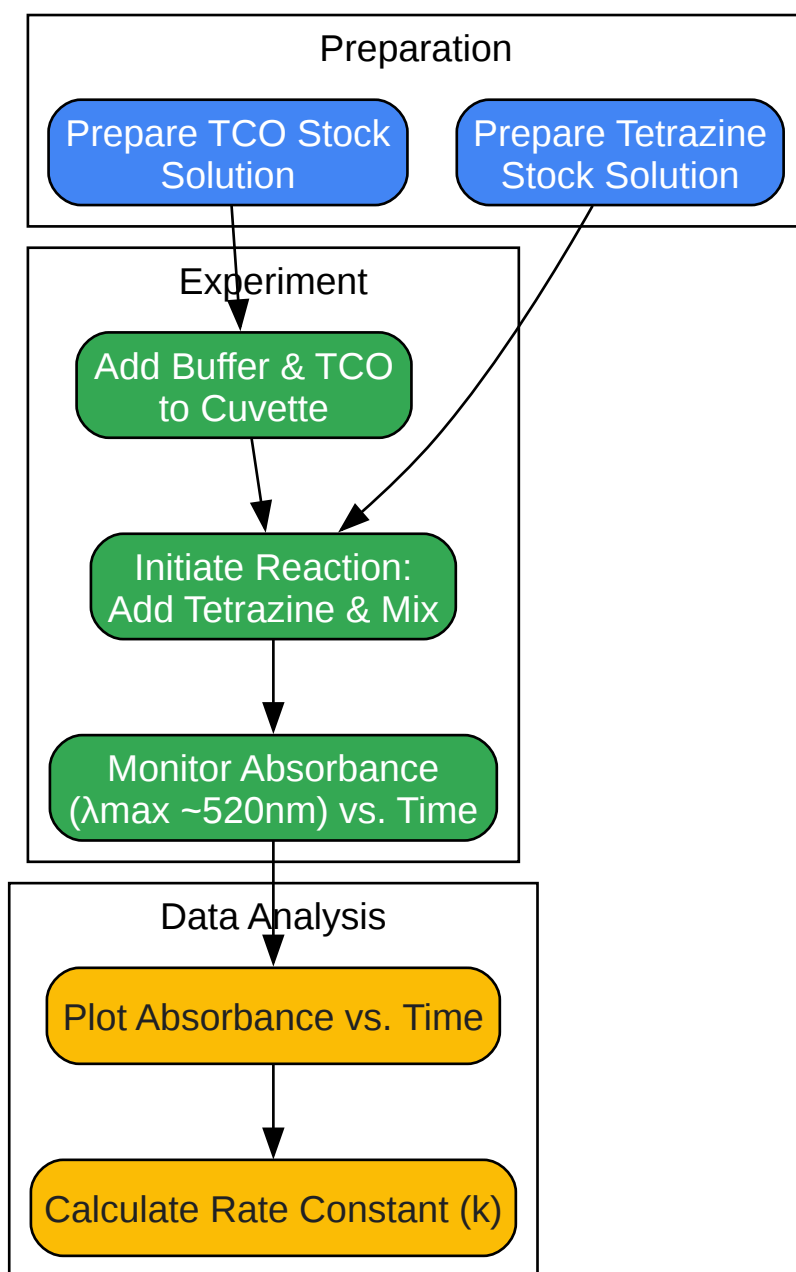 Preparation
Prepare TCO Stock
Solution
Prepare Tetrazine
Stock Solution
Experiment
Add Buffer & TCO
to Cuvette
Initiate Reaction:
Add Tetrazine & Mix
Monitor Absorbance
(λmax ~520nm) vs. Time
Data Analysis
Plot Absorbance vs. Time
Calculate Rate Constant (k)